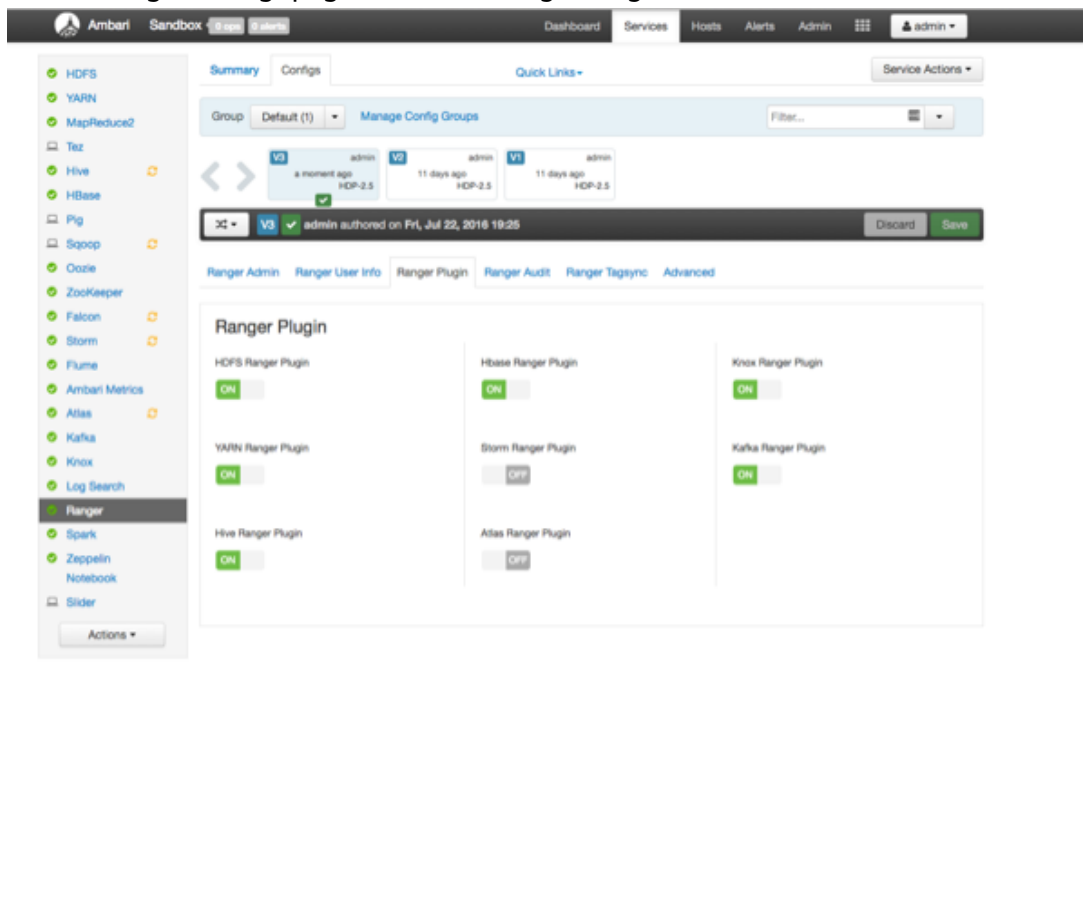 Ambari Sandbox 0 ops 0 alerts Dashboard Services Hosts Alerts Admin admin
HDFS
YARN
MapReduce2
Tez
Hive
HBase
Pig
Sqoop
Oozie
ZooKeeper
Falcon
Storm
Flume
Ambari Metrics
Atlas
Kafka
Knox
Log Search
Ranger
Spark
Zeppelin
Notebook
Slider
Actions
Summary Configs Quick Links Service Actions
Group Default (1) Manage Config Groups Filter...
V3 admin
a moment ago
HDP-2.5
V2 admin
11 days ago
HDP-2.5
V1 admin
11 days ago
HDP-2.5
V3 admin authored on Fri, Jul 22, 2016 19:25 Discard Save
Ranger Admin Ranger User Info Ranger Plugin Ranger Audit Ranger Tagsync Advanced
Ranger Plugin
HDFS Ranger Plugin Hbase Ranger Plugin Knox Ranger Plugin
ON ON ON
YARN Ranger Plugin Storm Ranger Plugin Kafka Ranger Plugin
ON OFF ON
Hive Ranger Plugin Atlas Ranger Plugin
ON OFF